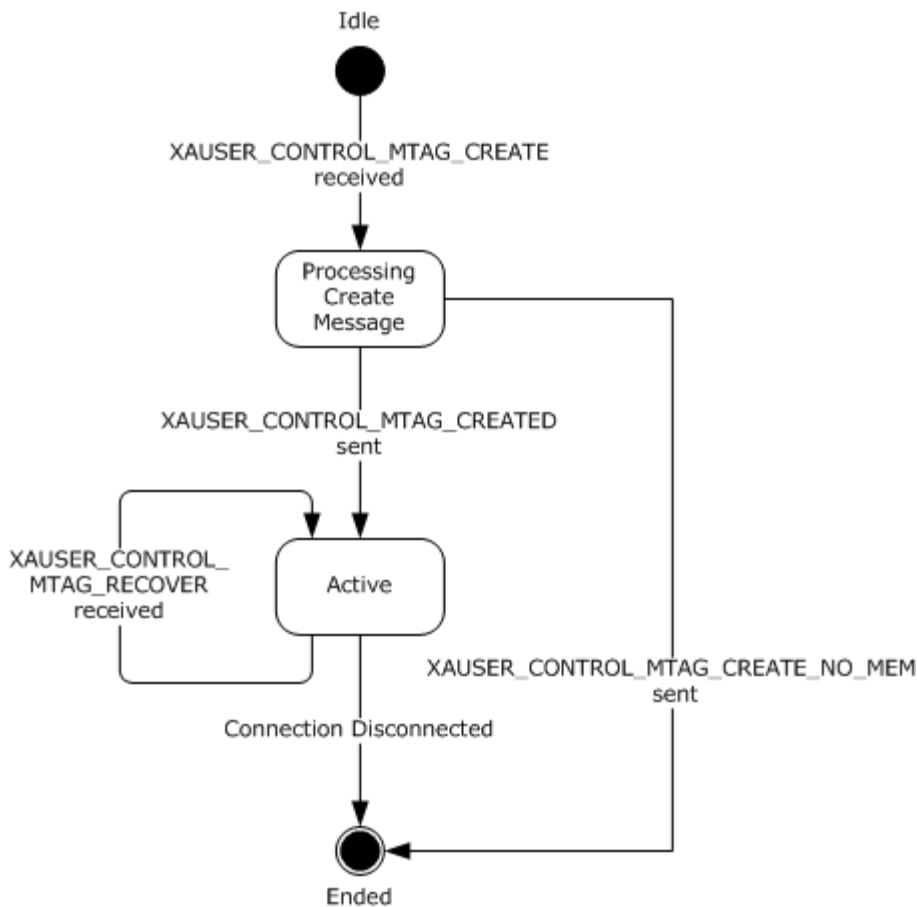 Idle
XAUSER_CONTROL_MTAG_CREATE
received
Processing
Create
Message
XAUSER_CONTROL_MTAG_CREATED
sent
XAUSER_CONTROL_
MTAG_RECOVER
received
Active
XAUSER_CONTROL_MTAG_CREATE_NO_MEM
sent
Connection Disconnected
Ended